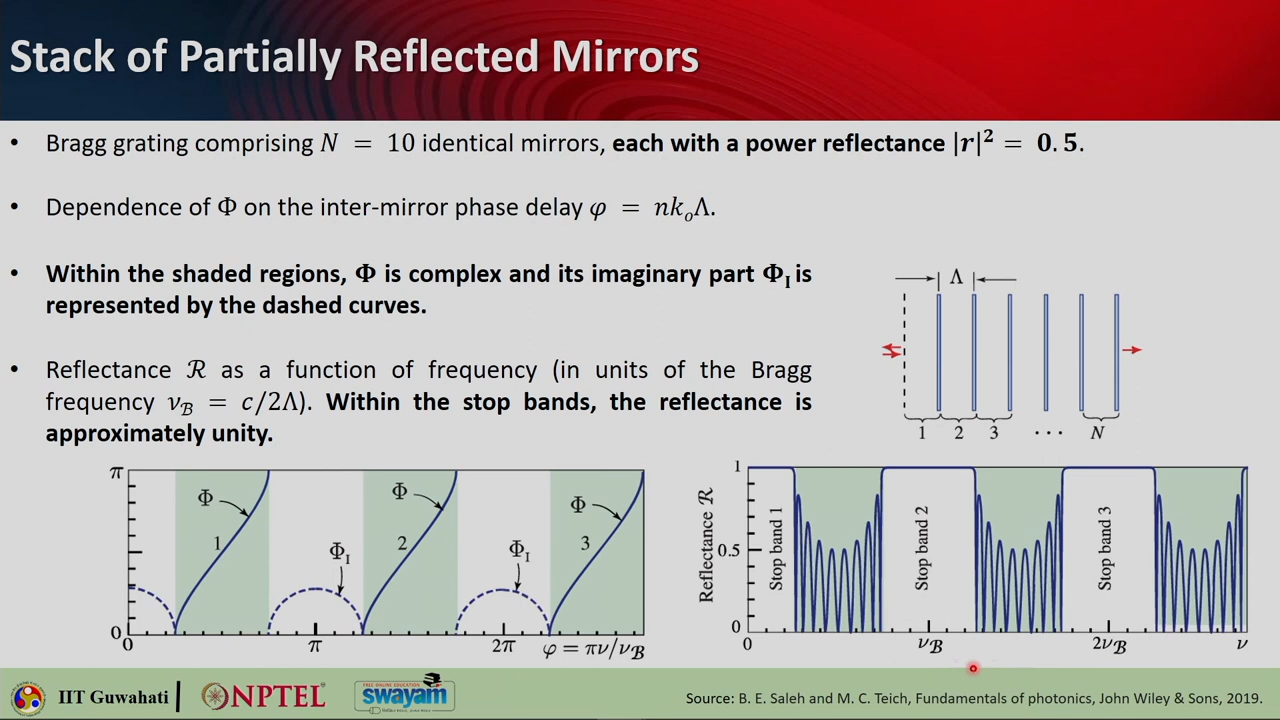 Stack of Partially Reflected Mirrors
• Bragg grating comprising N = 10 identical mirrors, each with a power reflectance |r|² = 0.5.
• Dependence of Φ on the inter-mirror phase delay φ = nkₒΛ.
• Within the shaded regions, Φ is complex and its imaginary part Φ_I is
represented by the dashed curves.
• Reflectance ℛ as a function of frequency (in units of the Bragg
frequency ν_ℬ = c/2Λ). Within the stop bands, the reflectance is
approximately unity.
Λ
1 2 3 ··· N
π
Φ Φ Φ
1 2 3
Φ_I Φ_I
0
0 π 2π φ = πν/ν_ℬ
1
Reflectance ℛ
0.5
Stop band 1
Stop band 2
Stop band 3
0
0 ν_ℬ 2ν_ℬ ν
IIT Guwahati
NPTEL
FREE ONLINE EDUCATION
swayam
Source: B. E. Saleh and M. C. Teich, Fundamentals of photonics, John Wiley & Sons, 2019.